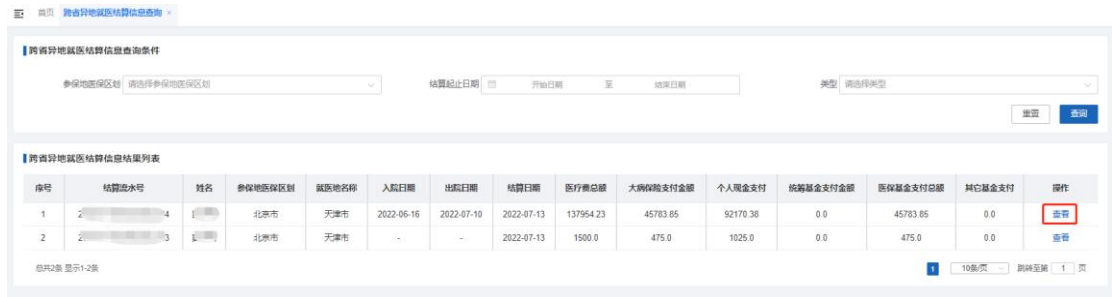 首页 跨省异地就医结算信息查询 ×
跨省异地就医结算信息查询条件
参保地医保区划 请选择参保地医保区划 结算起止日期 开始日期 至 结束日期 类型 请选择类型
重置 查询
跨省异地就医结算信息结果列表
序号 结算流水号 姓名 参保地医保区划 就医地名称 入院日期 出院日期 结算日期 医疗费总额 大病保险支付金额 个人现金支付 统筹基金支付金额 医保基金支付总额 其它基金支付 操作
1 2 4 北京市 天津市 2022-06-16 2022-07-10 2022-07-13 137954.23 45783.85 92170.38 0.0 45783.85 0.0 查看
2 2 3 北京市 天津市 - - 2022-07-13 1500.0 475.0 1025.0 0.0 475.0 0.0 查看
总共2条 显示1-2条 1 10条/页 跳转至第 1 页